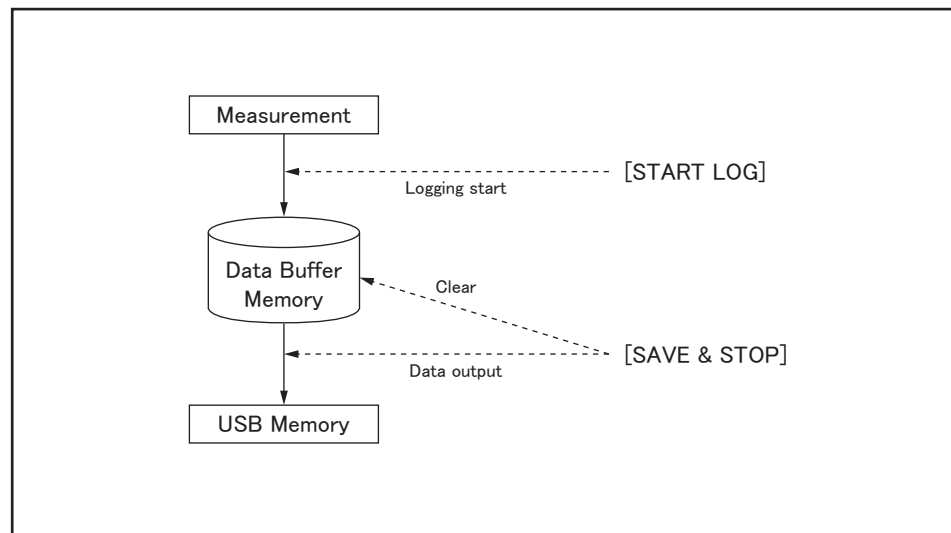 Measurement
[START LOG]
Logging start
Data Buffer
Memory
Clear
[SAVE & STOP]
Data output
USB Memory